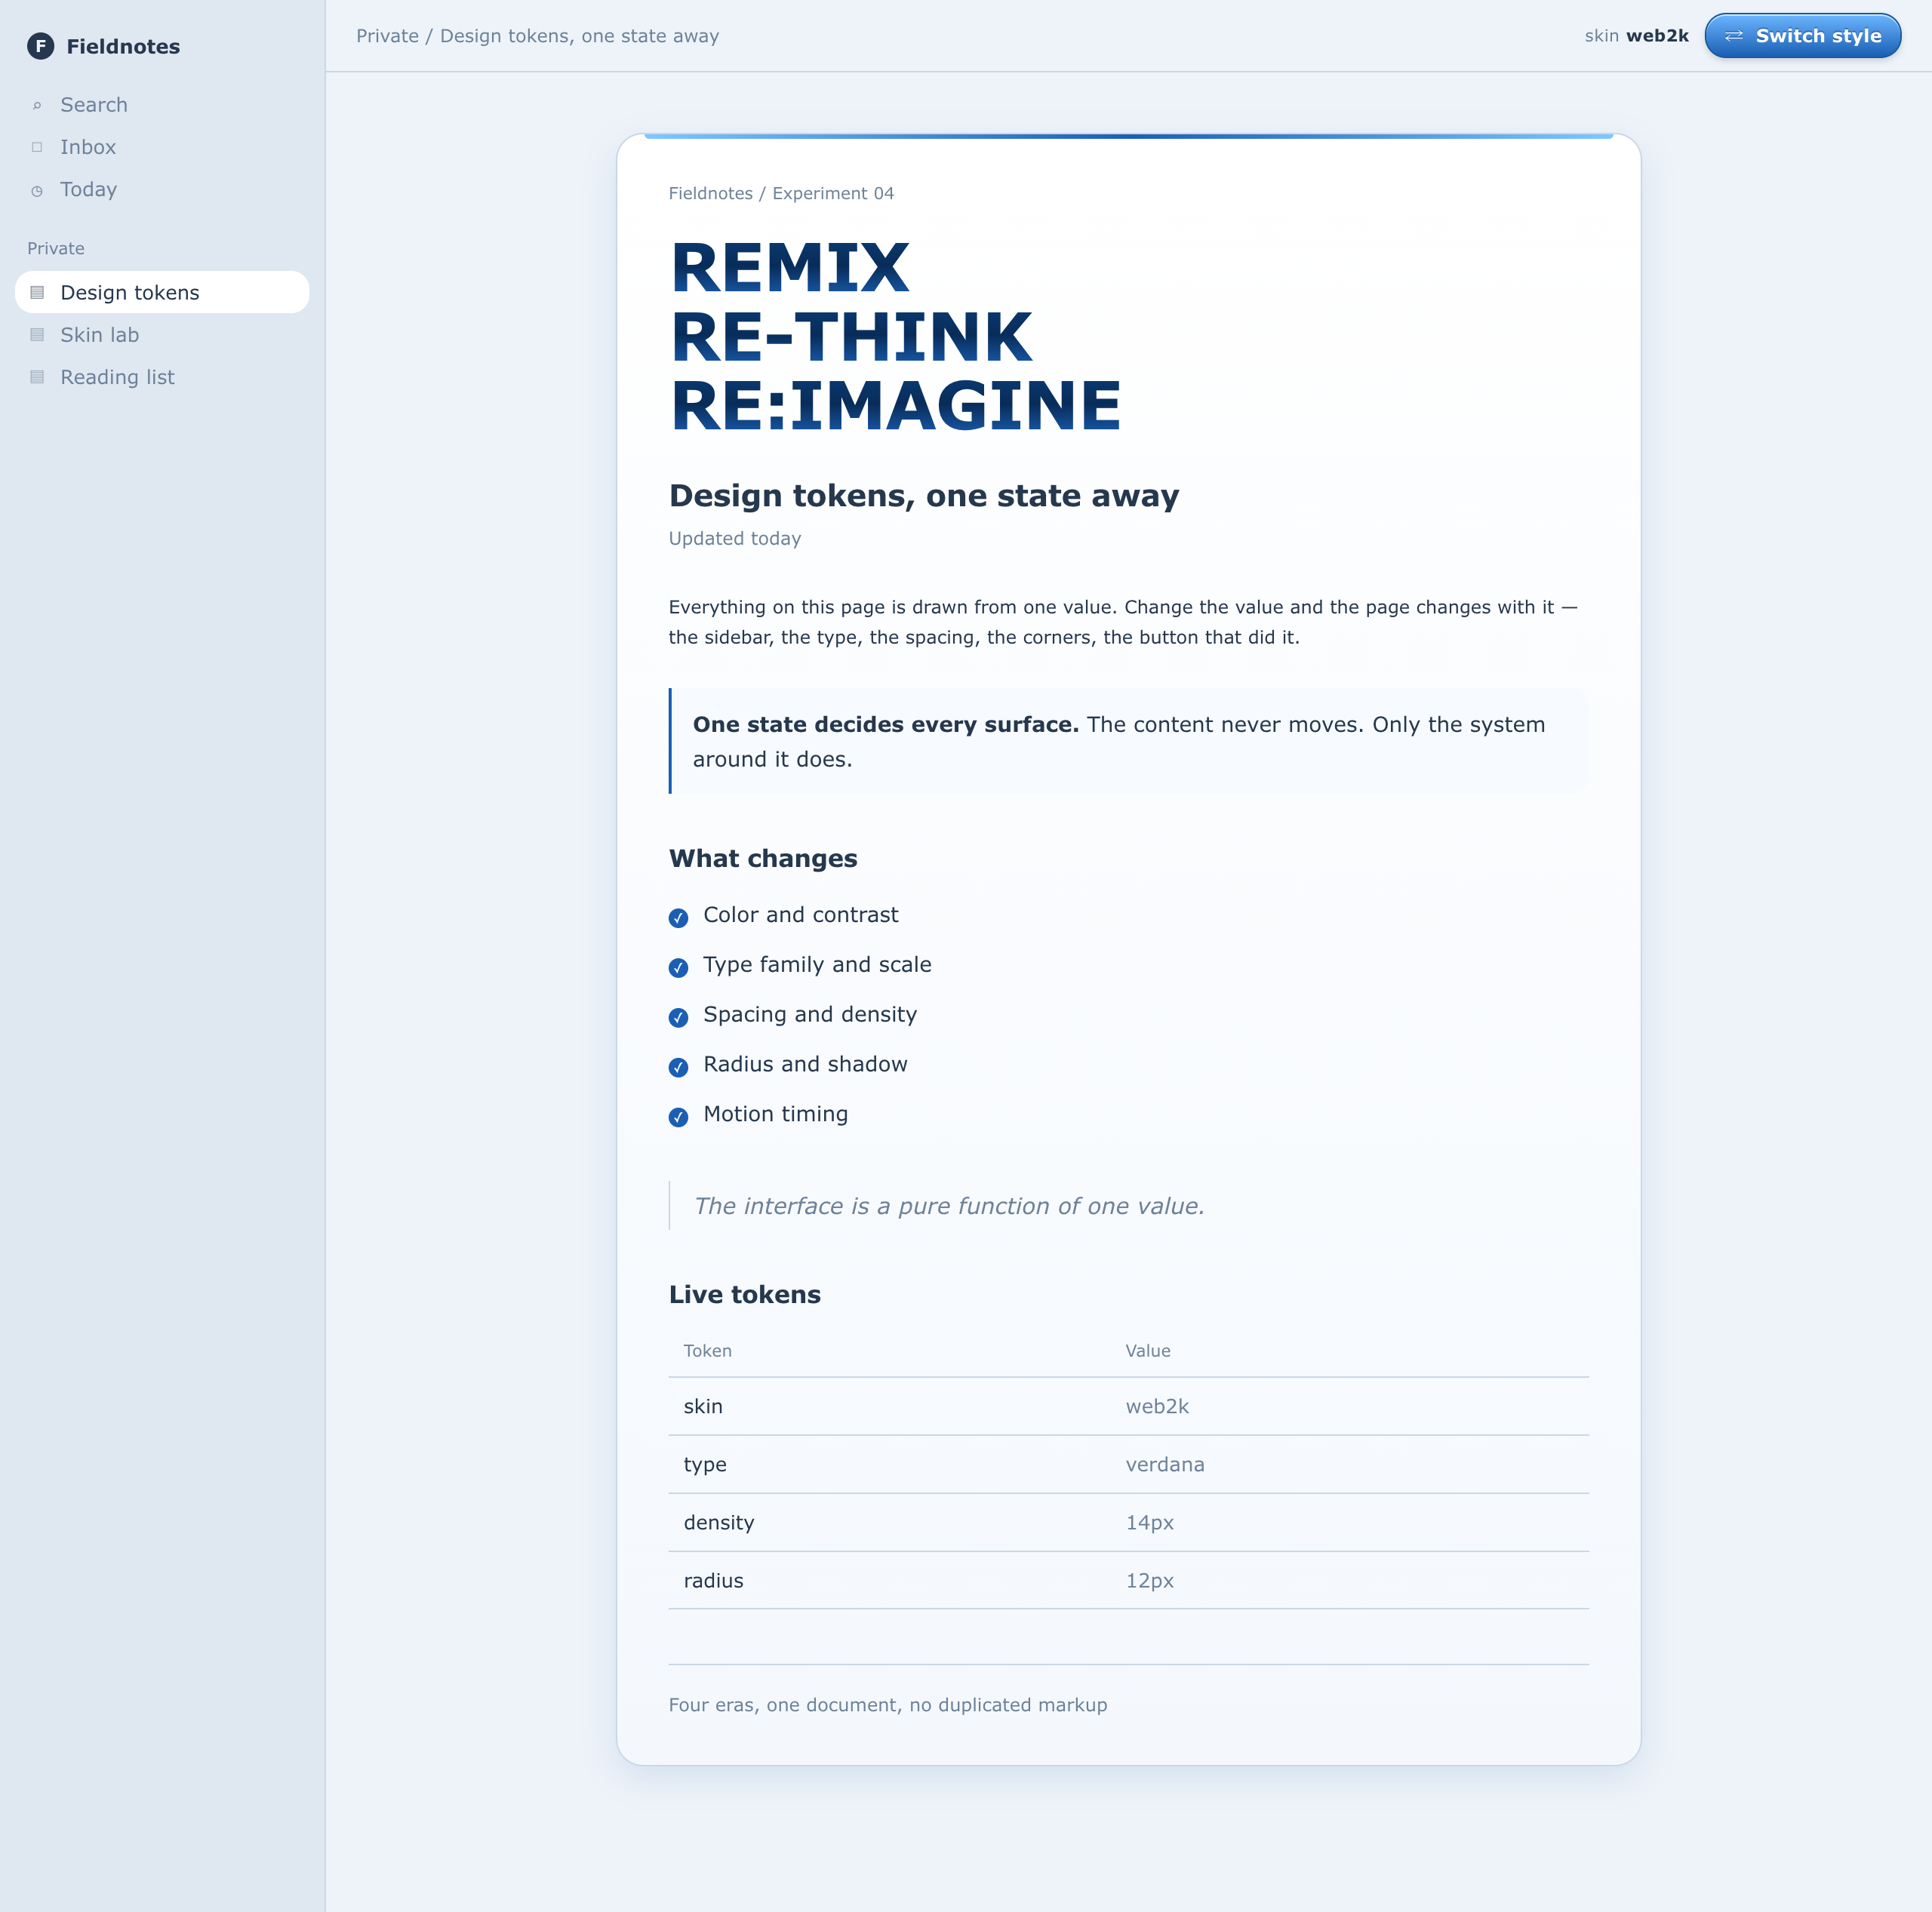 F Fieldnotes
Search
Inbox
Today
Private
Design tokens
Skin lab
Reading list
Private / Design tokens, one state away
skin web2k
Switch style
Fieldnotes / Experiment 04
REMIX
RE-THINK
RE:IMAGINE
Design tokens, one state away
Updated today
Everything on this page is drawn from one value. Change the value and the page changes with it —
the sidebar, the type, the spacing, the corners, the button that did it.
One state decides every surface. The content never moves. Only the system
around it does.
What changes
Color and contrast
Type family and scale
Spacing and density
Radius and shadow
Motion timing
The interface is a pure function of one value.
Live tokens
Token Value
skin web2k
type verdana
density 14px
radius 12px
Four eras, one document, no duplicated markup